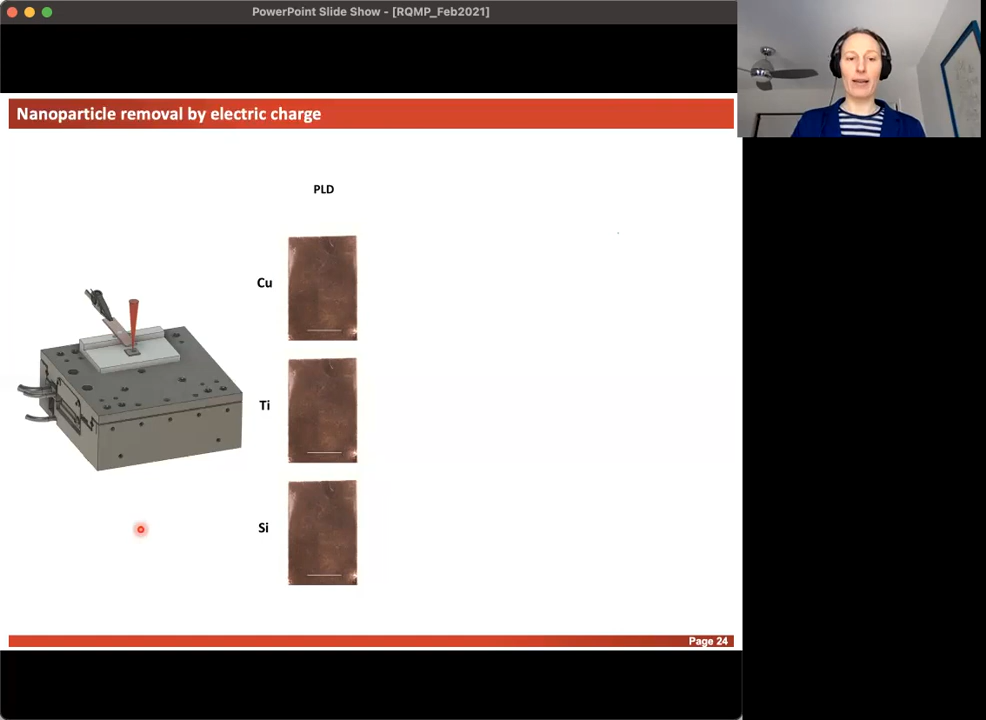 PowerPoint Slide Show - [RQMP_Feb2021]
Nanoparticle removal by electric charge
PLD
Cu
Ti
Si
Page 24